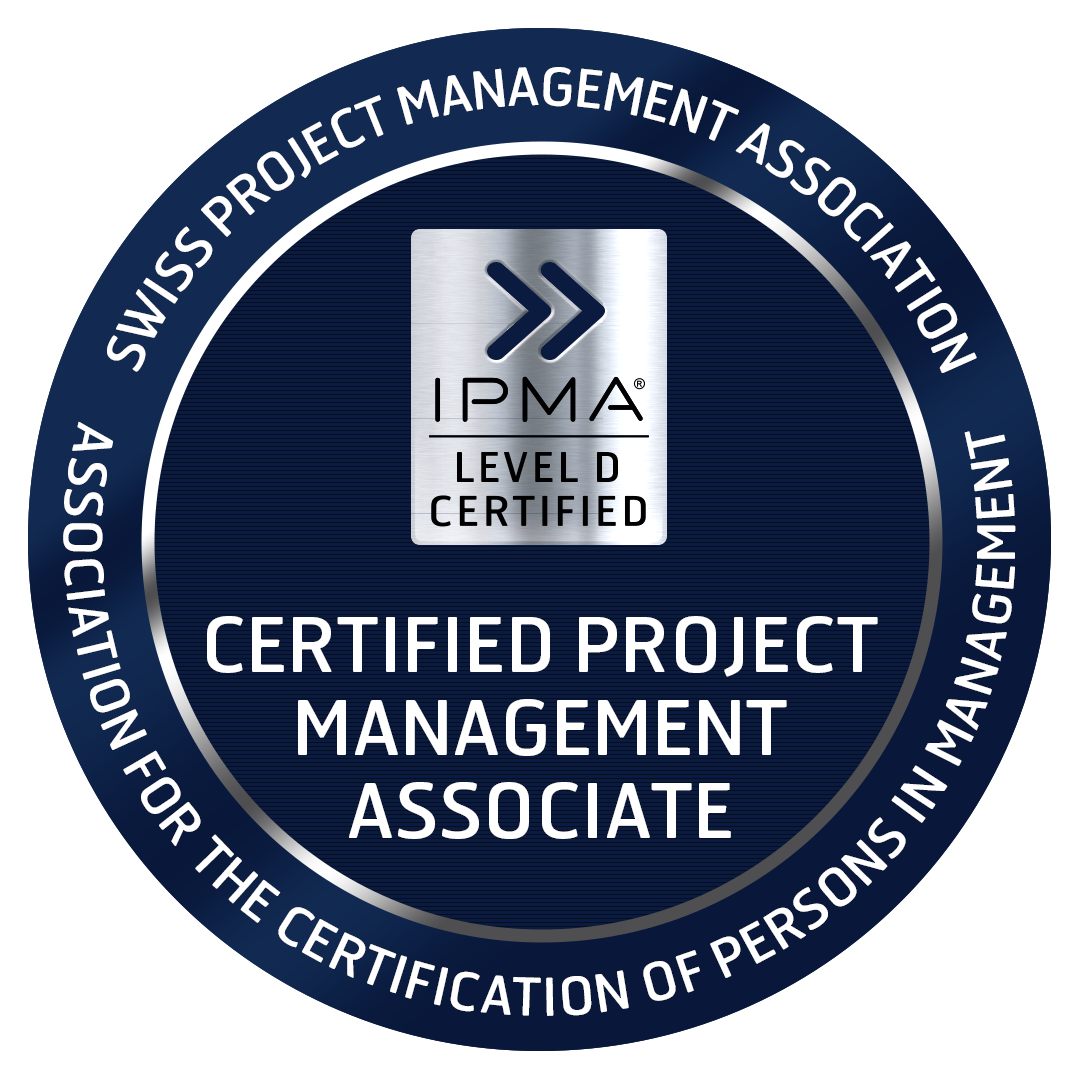 SWISS PROJECT MANAGEMENT ASSOCIATION
IPMA®
LEVEL D
CERTIFIED
CERTIFIED PROJECT
MANAGEMENT
ASSOCIATE
ASSOCIATION FOR THE CERTIFICATION OF PERSONS IN MANAGEMENT